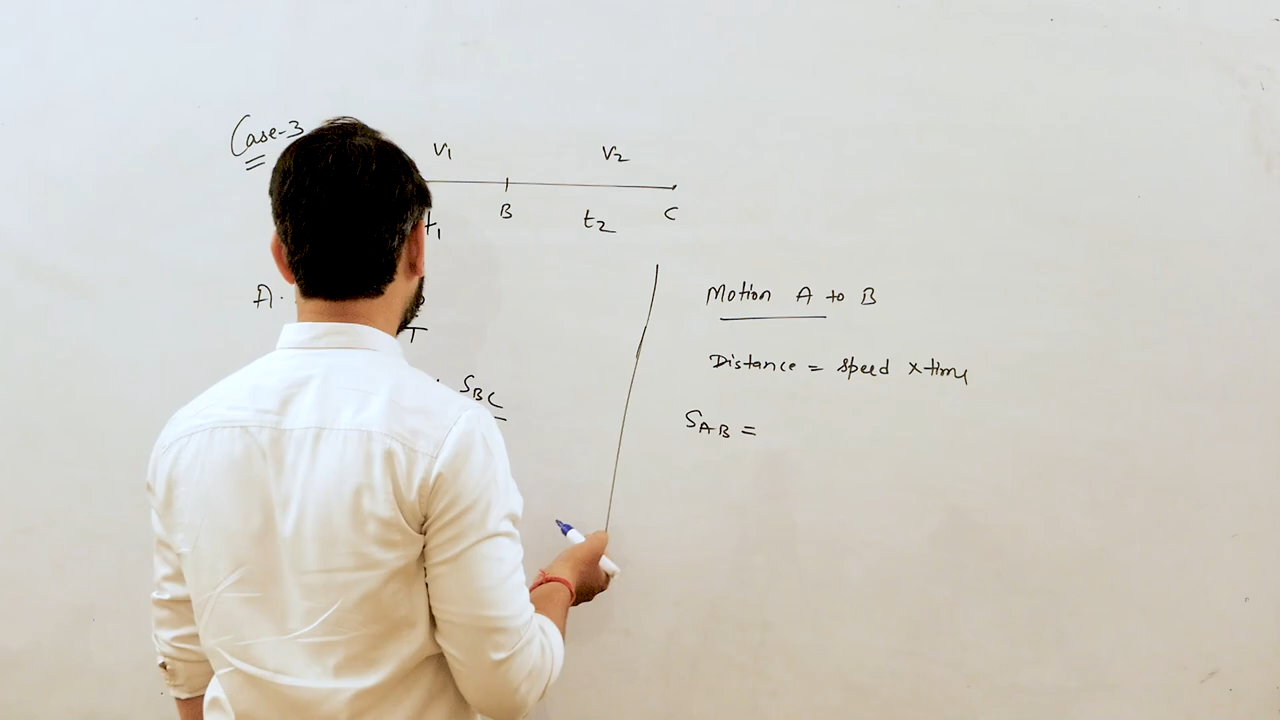 Case-3
V1 V2
B C
t1 t2
A.
T
SBC
Motion A to B
Distance = speed × time
SAB =